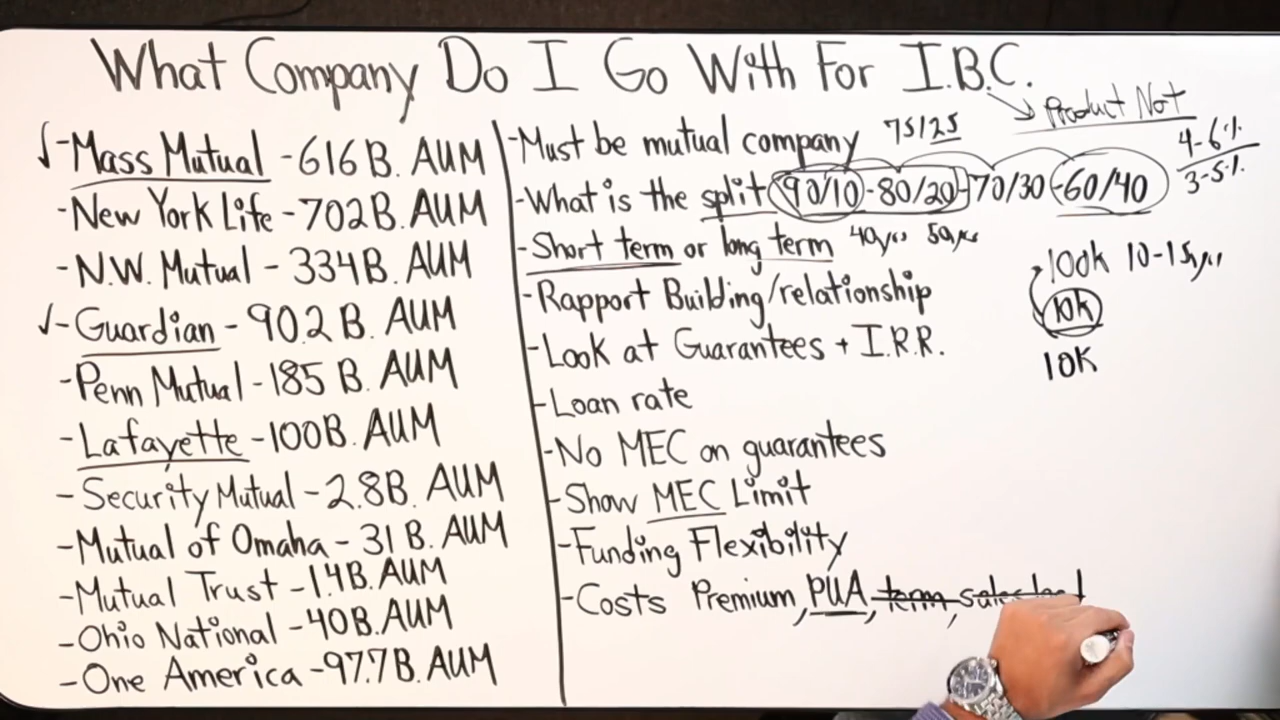 What Company Do I Go With For I.B.C.
Product Not
-Mass Mutual - 616 B. AUM
-New York Life - 702 B. AUM
-N.W. Mutual - 334 B. AUM
-Guardian - 90.2 B. AUM
-Penn Mutual - 185 B. AUM
-Lafayette - 100B. AUM
-Security Mutual - 2.8B. AUM
-Mutual of Omaha - 31 B. AUM
-Mutual Trust - 1.4B. AUM
-Ohio National - 40B. AUM
-One America - 97.7B. AUM
-Must be mutual company 75/25
-What is the split 90/10 - 80/20 - 70/30 - 60/40
4-6%
3-5%
-Short term or long term 40yrs 50yrs
-Rapport Building/relationship
-Look at Guarantees + I.R.R.
-Loan rate
-No MEC on guarantees
-Show MEC Limit
-Funding Flexibility
-Costs Premium, PUA, term,
100k 10-15yrs
10k
10K